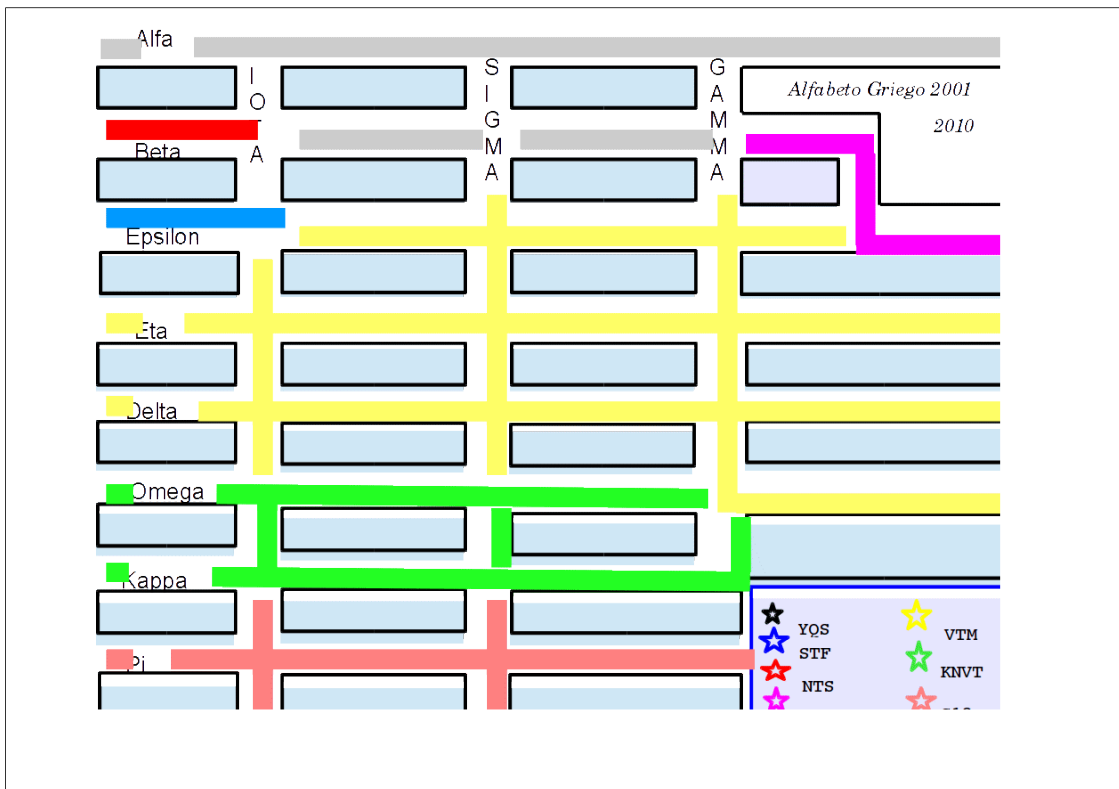 Alfa
IOTA
SIGMA
GAMMA
Alfabeto Griego 2001
2010
Beta
Epsilon
Eta
Delta
Omega
Kappa
Pi
YQS
STF
NTS
VTM
KNVT